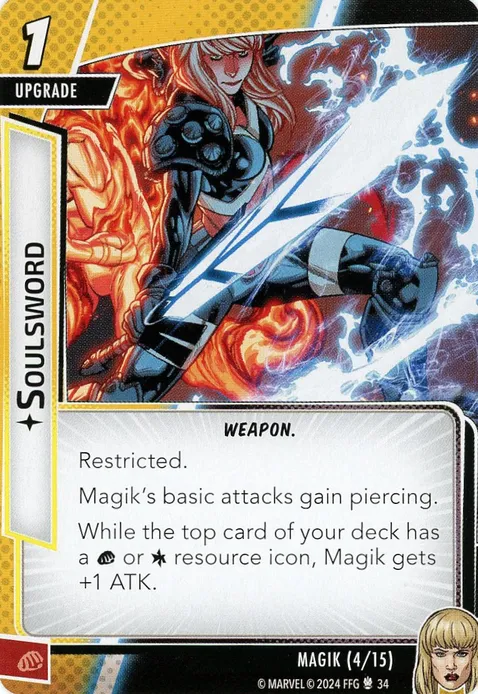 1
UPGRADE
SOULSWORD
WEAPON.
Restricted.
Magik's basic attacks gain piercing.
While the top card of your deck has
a or resource icon, Magik gets
+1 ATK.
MAGIK (4/15)
© MARVEL © 2024 FFG 34